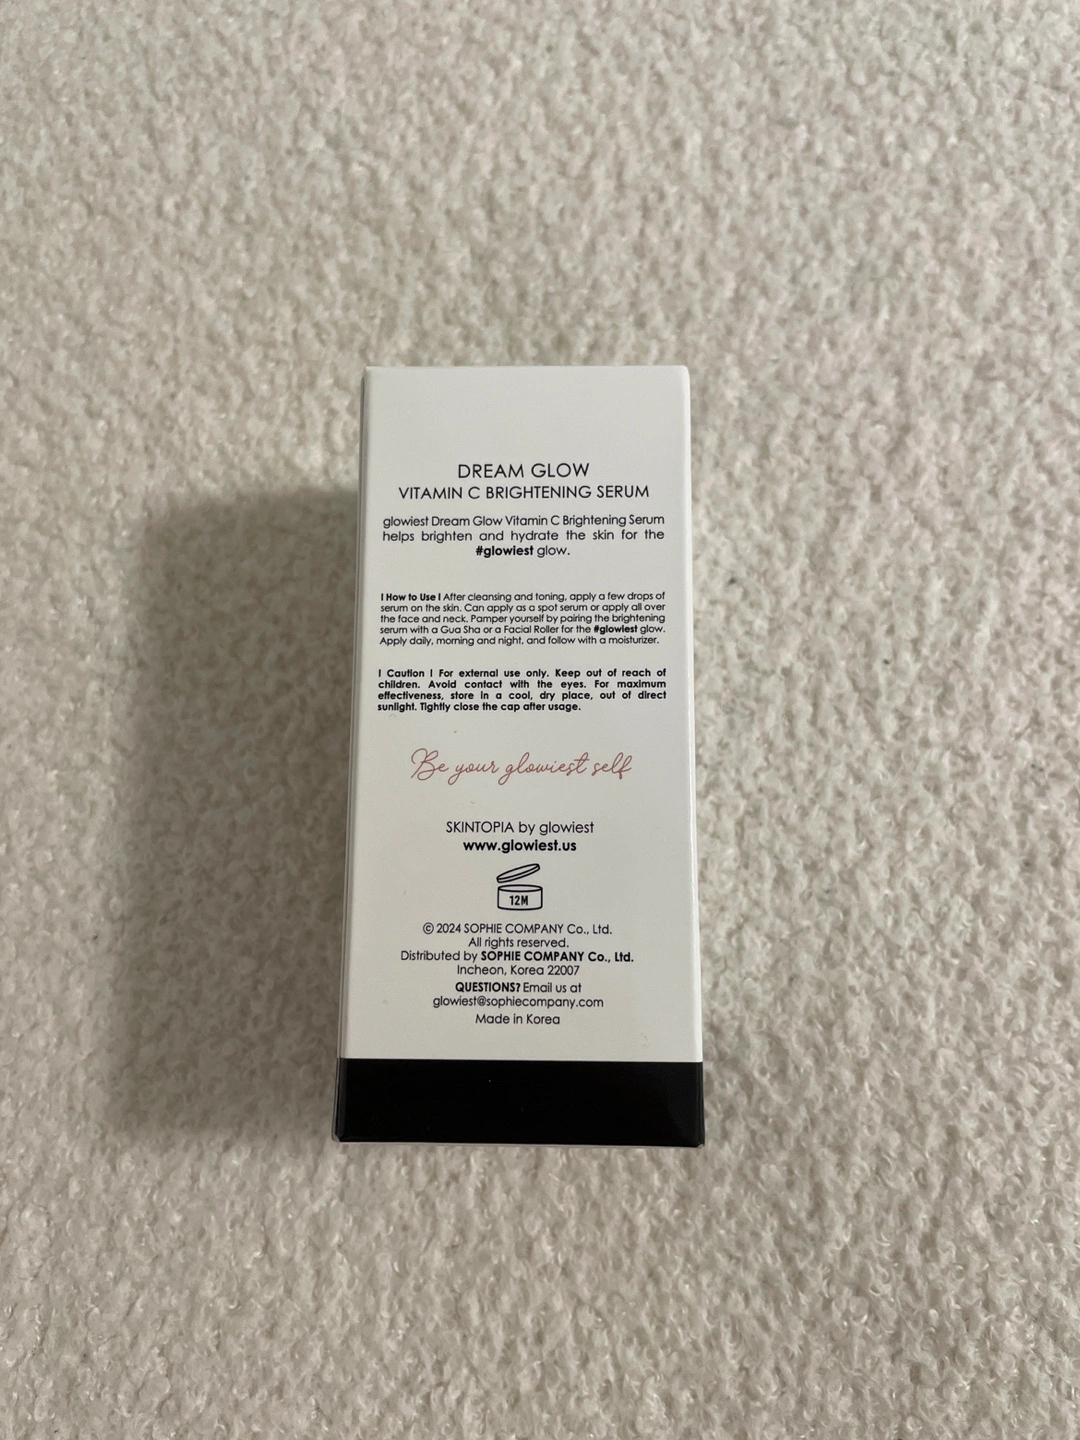 DREAM GLOW
VITAMIN C BRIGHTENING SERUM
glowiest Dream Glow Vitamin C Brightening Serum
helps brighten and hydrate the skin for the
#glowiest glow.
I How to Use I After cleansing and toning, apply a few drops of
serum on the skin. Can apply as a spot serum or apply all over
the face and neck. Pamper yourself by pairing the brightening
serum with a Gua Sha or a Facial Roller for the #glowiest glow.
Apply daily, morning and night, and follow with a moisturizer.
I Caution I For external use only. Keep out of reach of
children. Avoid contact with the eyes. For maximum
effectiveness, store in a cool, dry place, out of direct
sunlight. Tightly close the cap after usage.
Be your glowiest self
SKINTOPIA by glowiest
www.glowiest.us
12M
© 2024 SOPHIE COMPANY Co., Ltd.
All rights reserved.
Distributed by SOPHIE COMPANY Co., Ltd.
Incheon, Korea 22007
QUESTIONS? Email us at
glowiest@sophiecompany.com
Made in Korea